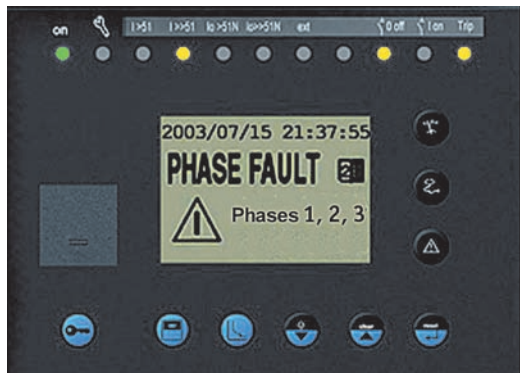 on I>51 I>>51 Io>51N Io>>51N ext 0 off I on Trip
2003/07/15 21:37:55
PHASE FAULT
Phases 1, 2, 3
reset